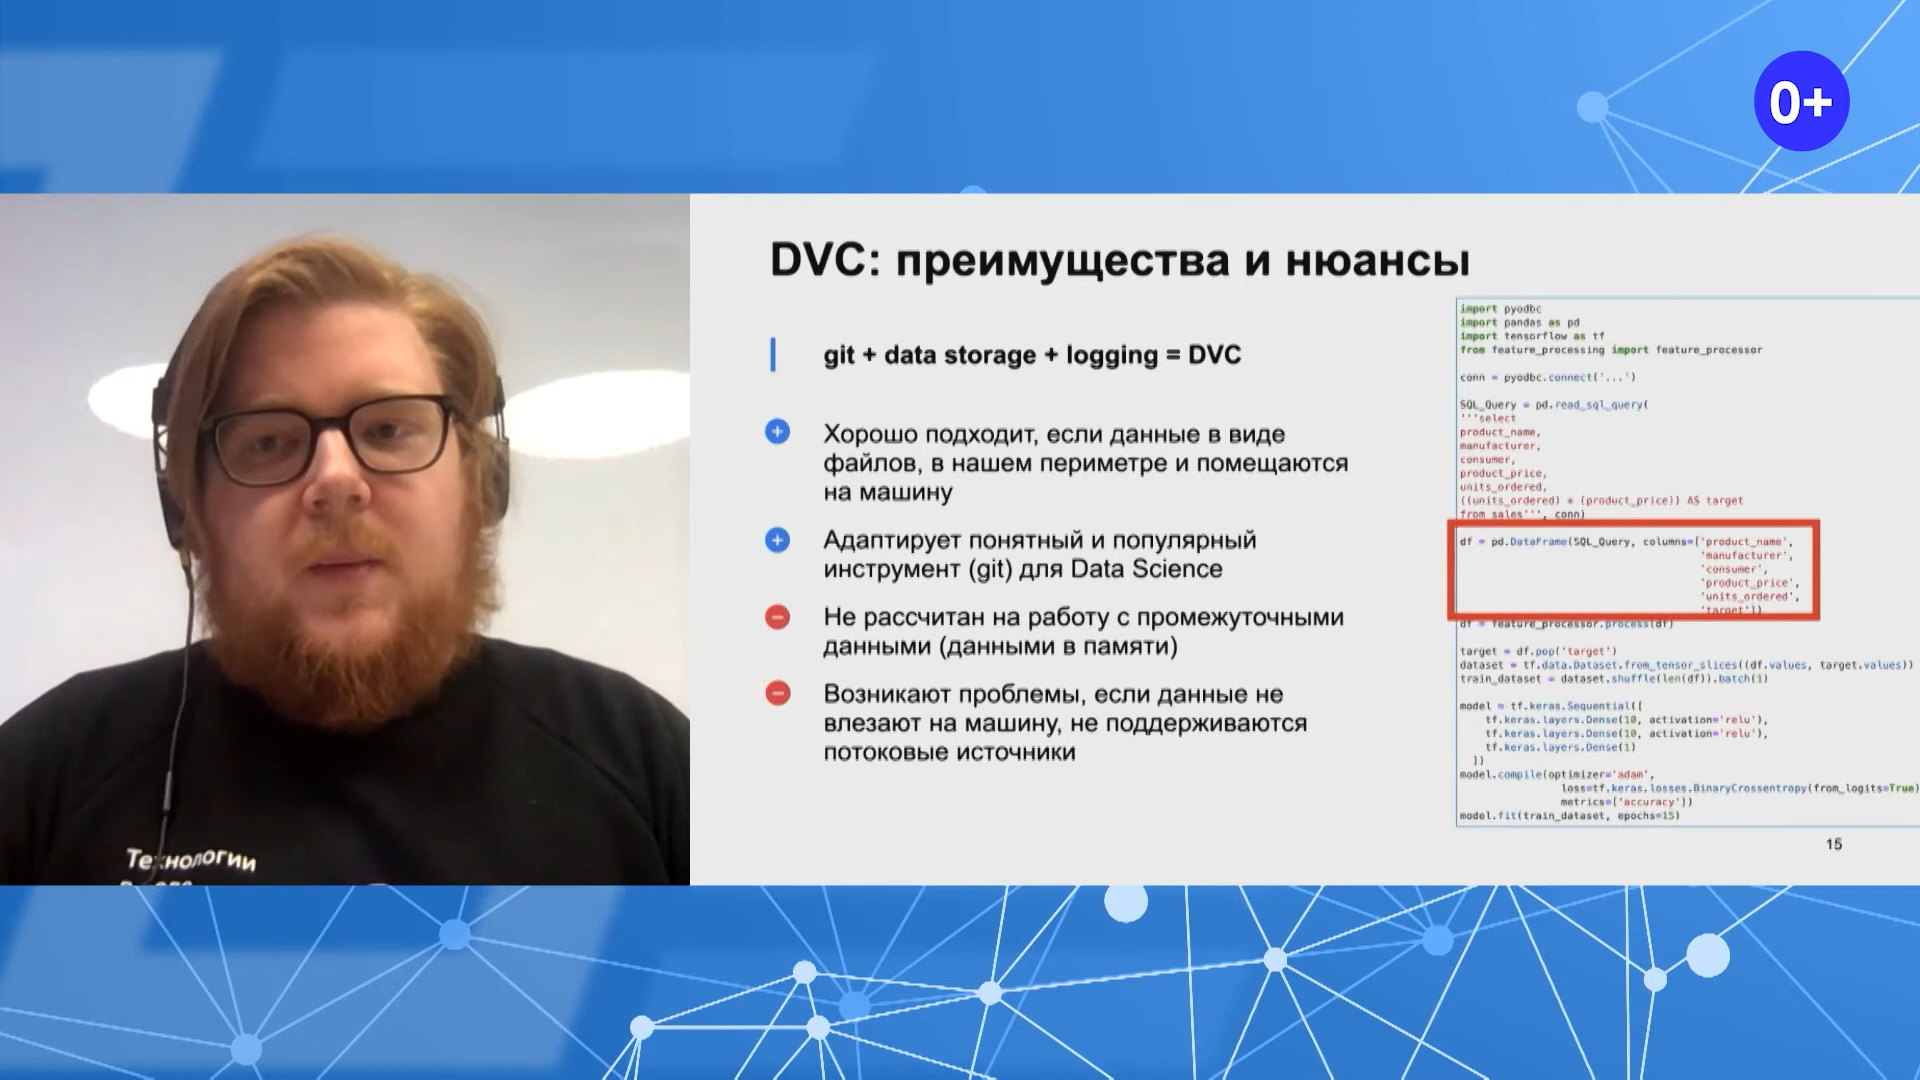 0+
DVC: преимущества и нюансы
git + data storage + logging = DVC
Хорошо подходит, если данные в виде
файлов, в нашем периметре и помещаются
на машину
Адаптирует понятный и популярный
инструмент (git) для Data Science
Не рассчитан на работу с промежуточными
данными (данными в памяти)
Возникают проблемы, если данные не
влезают на машину, не поддерживаются
потоковые источники
import pyodbc
import pandas as pd
import tensorflow as tf
from feature_processing import feature_processor
conn = pyodbc.connect('...')
SQL_Query = pd.read_sql_query(
'''select
product_name,
manufacturer,
consumer,
product_price,
units_ordered,
((units_ordered) * (product_price)) AS target
from sales''', conn)
df = pd.DataFrame(SQL_Query, columns=['product_name',
'manufacturer',
'consumer',
'product_price',
'units_ordered',
'target'])
df = feature_processor.process(df)
target = df.pop('target')
dataset = tf.data.Dataset.from_tensor_slices((df.values, target.values))
train_dataset = dataset.shuffle(len(df)).batch(1)
model = tf.keras.Sequential([
tf.keras.layers.Dense(10, activation='relu'),
tf.keras.layers.Dense(10, activation='relu'),
tf.keras.layers.Dense(1)
])
model.compile(optimizer='adam',
loss=tf.keras.losses.BinaryCrossentropy(from_logits=True)
metrics=['accuracy'])
model.fit(train_dataset, epochs=15)
15
Технологии